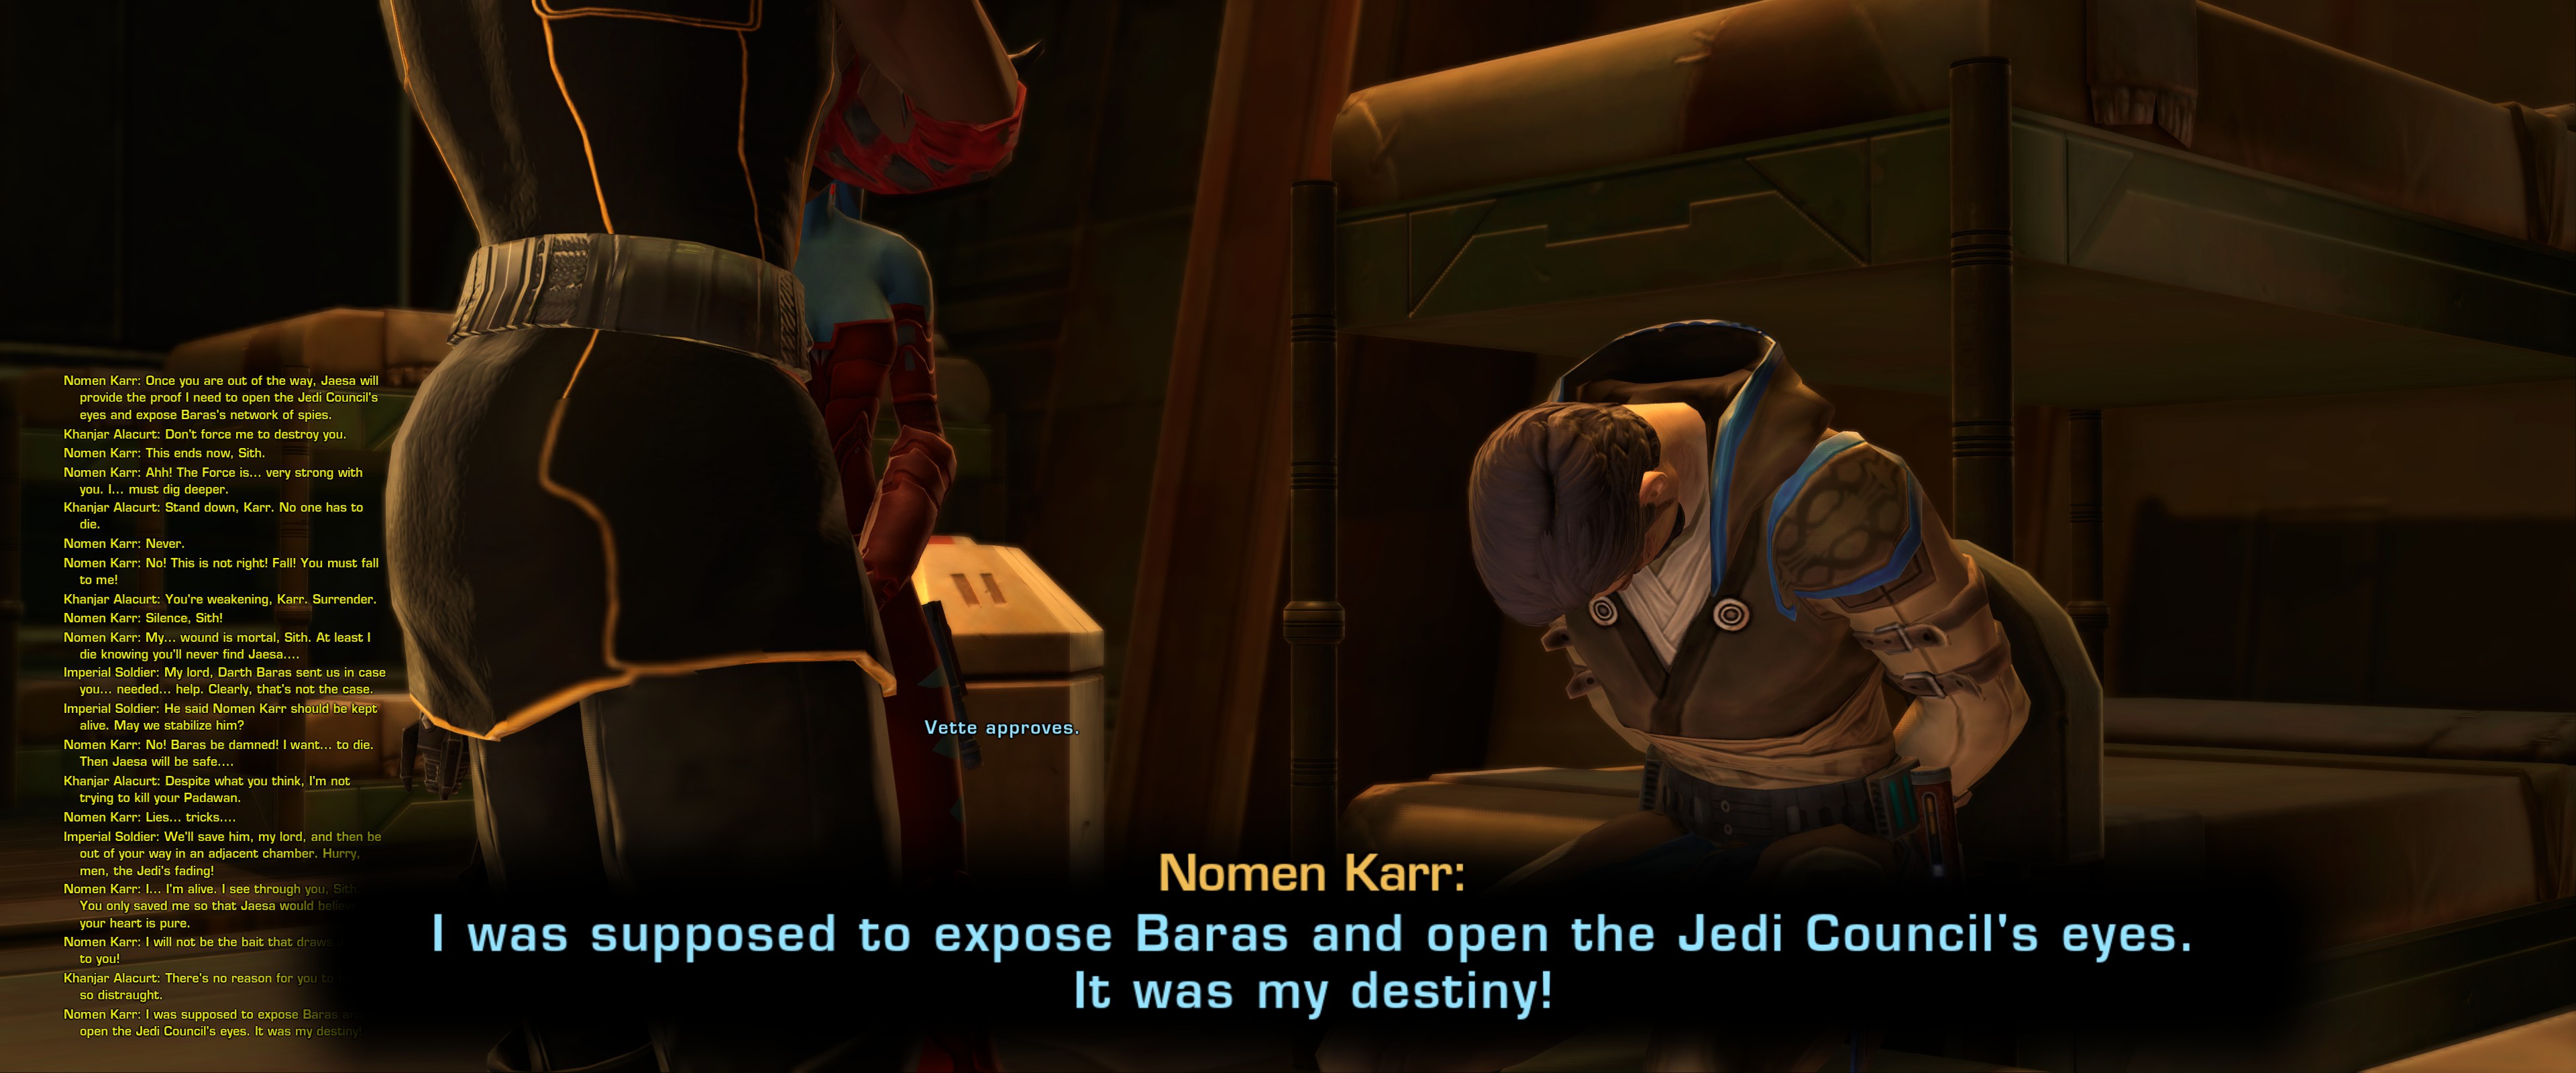 Nomen Karr: Once you are out of the way, Jaesa will
provide the proof I need to open the Jedi Council's
eyes and expose Baras's network of spies.
Khanjar Alacurt: Don't force me to destroy you.
Nomen Karr: This ends now, Sith.
Nomen Karr: Ahh! The Force is... very strong with
you. I... must dig deeper.
Khanjar Alacurt: Stand down, Karr. No one has to
die.
Nomen Karr: Never.
Nomen Karr: No! This is not right! Fall! You must fall
to me!
Khanjar Alacurt: You're weakening, Karr. Surrender.
Nomen Karr: Silence, Sith!
Nomen Karr: My... wound is mortal, Sith. At least I
die knowing you'll never find Jaesa....
Imperial Soldier: My lord, Darth Baras sent us in case
you... needed... help. Clearly, that's not the case.
Imperial Soldier: He said Nomen Karr should be kept
alive. May we stabilize him?
Nomen Karr: No! Baras be damned! I want... to die.
Then Jaesa will be safe....
Khanjar Alacurt: Despite what you think, I'm not
trying to kill your Padawan.
Nomen Karr: Lies... tricks....
Imperial Soldier: We'll save him, my lord, and then be
out of your way in an adjacent chamber. Hurry,
men, the Jedi's fading!
Nomen Karr: I... I'm alive. I see through you, Sith.
You only saved me so that Jaesa would believe
your heart is pure.
Nomen Karr: I will not be the bait that draws
to you!
Khanjar Alacurt: There's no reason for you to
so distraught.
Nomen Karr: I was supposed to expose Baras and
open the Jedi Council's eyes. It was my destiny!
Vette approves.
Nomen Karr:
I was supposed to expose Baras and open the Jedi Council's eyes.
It was my destiny!